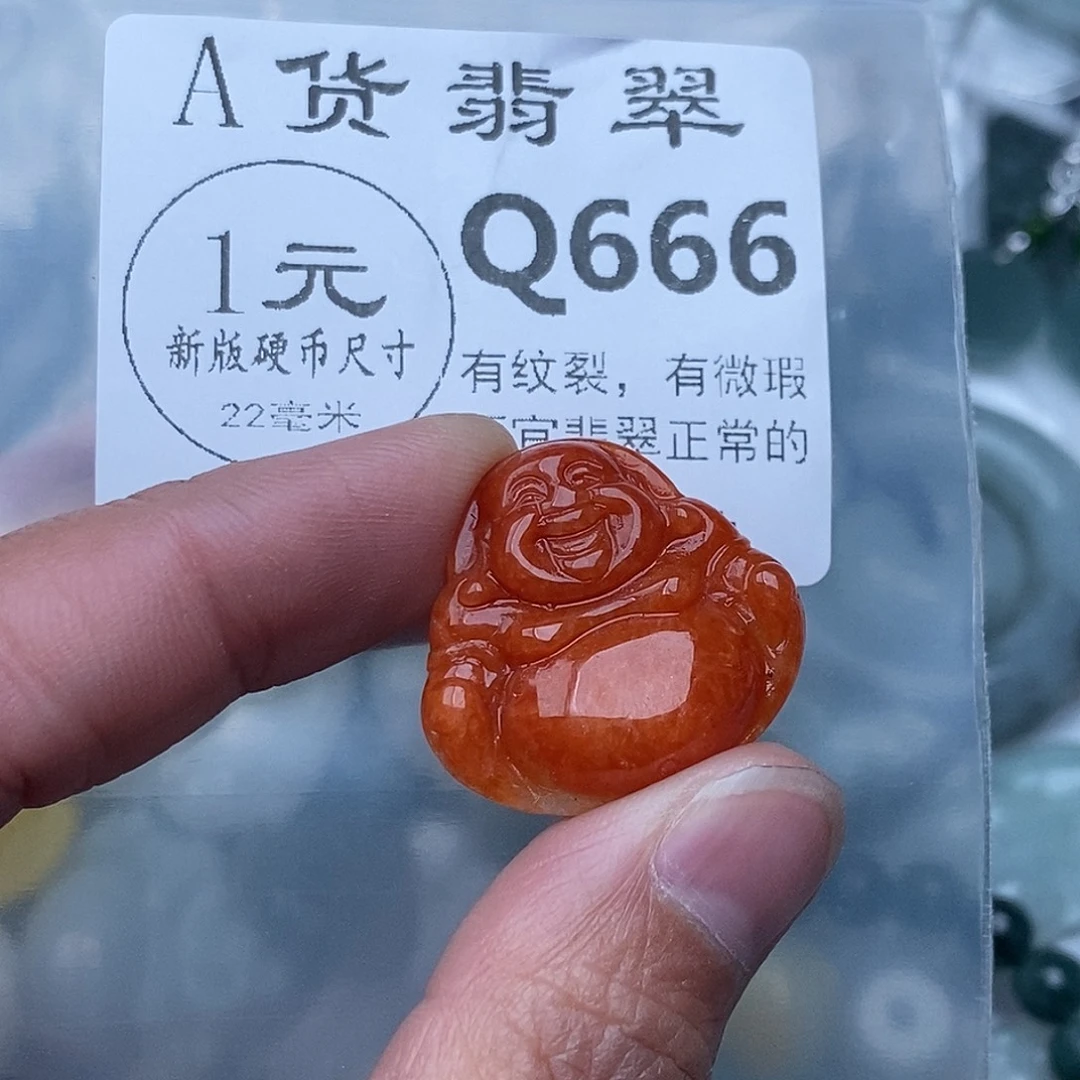 A货翡翠
1元
新版硬币尺寸
22毫米
Q666
有纹裂，有微瑕
翡翠正常的